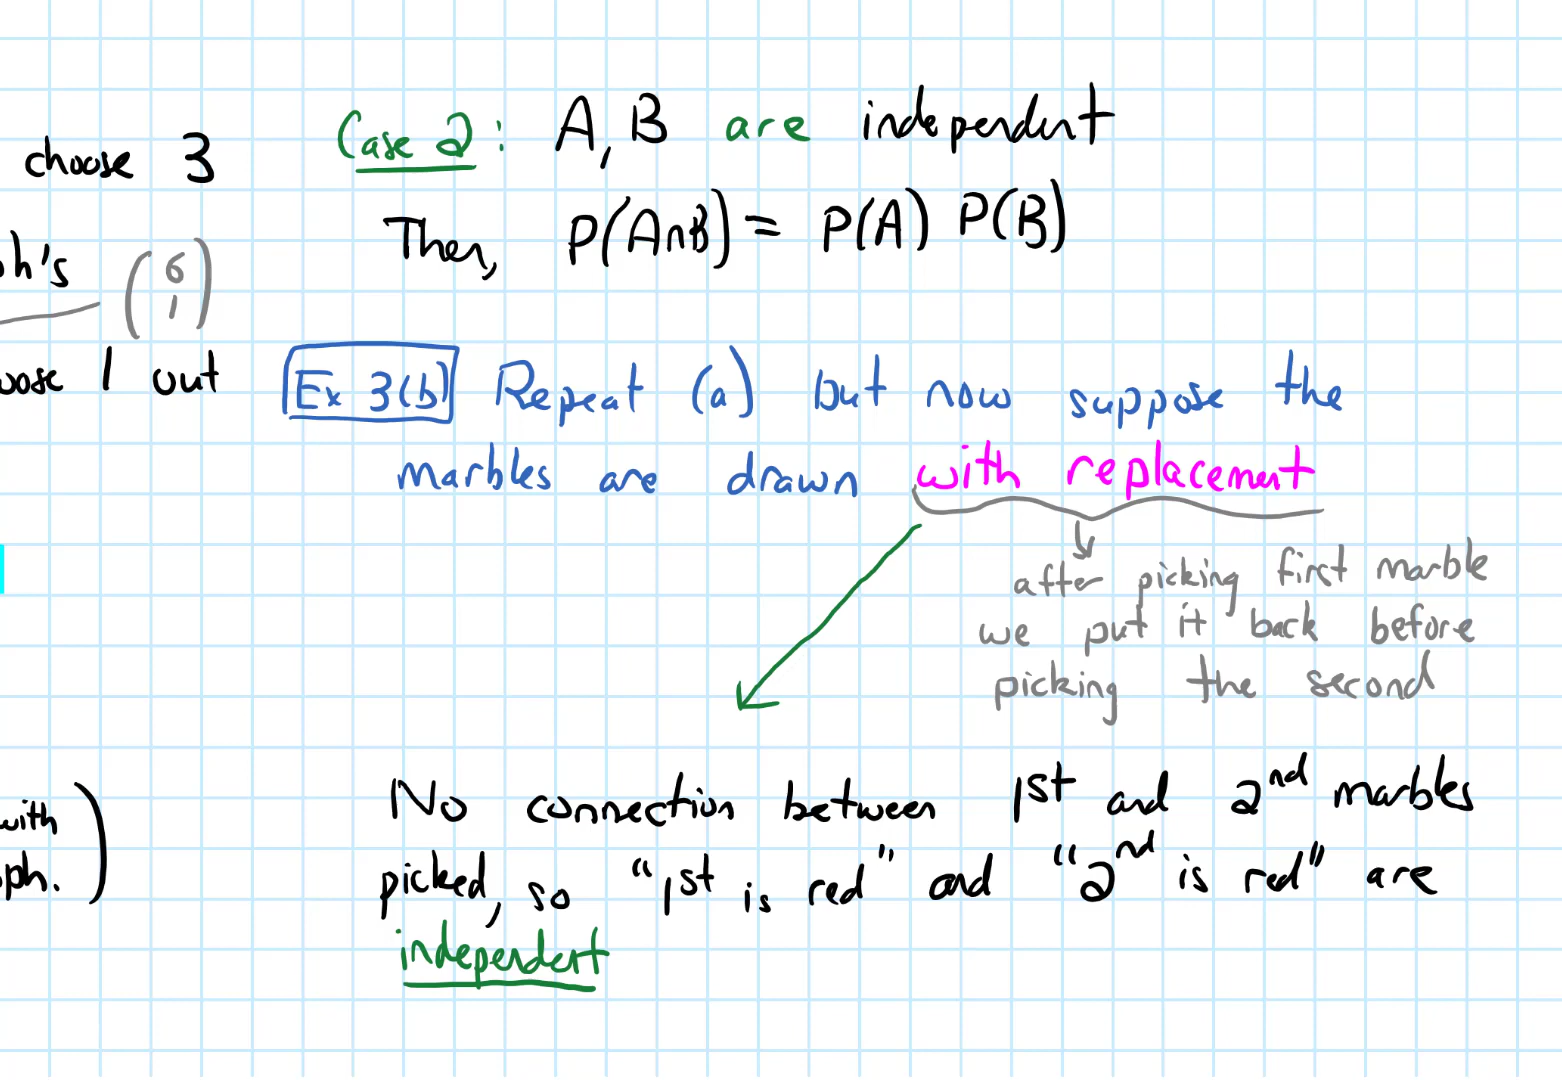 choose 3
h's (6 1)
oose 1 out
with
ph. )
Case 2: A, B are independent
Then, P(A∩B) = P(A) P(B)
Ex 3(b) Repeat (a) but now suppose the
marbles are drawn with replacement
after picking first marble
we put it back before
picking the second
No connection between 1st and 2nd marbles
picked, so "1st is red" and "2nd is red" are
independent